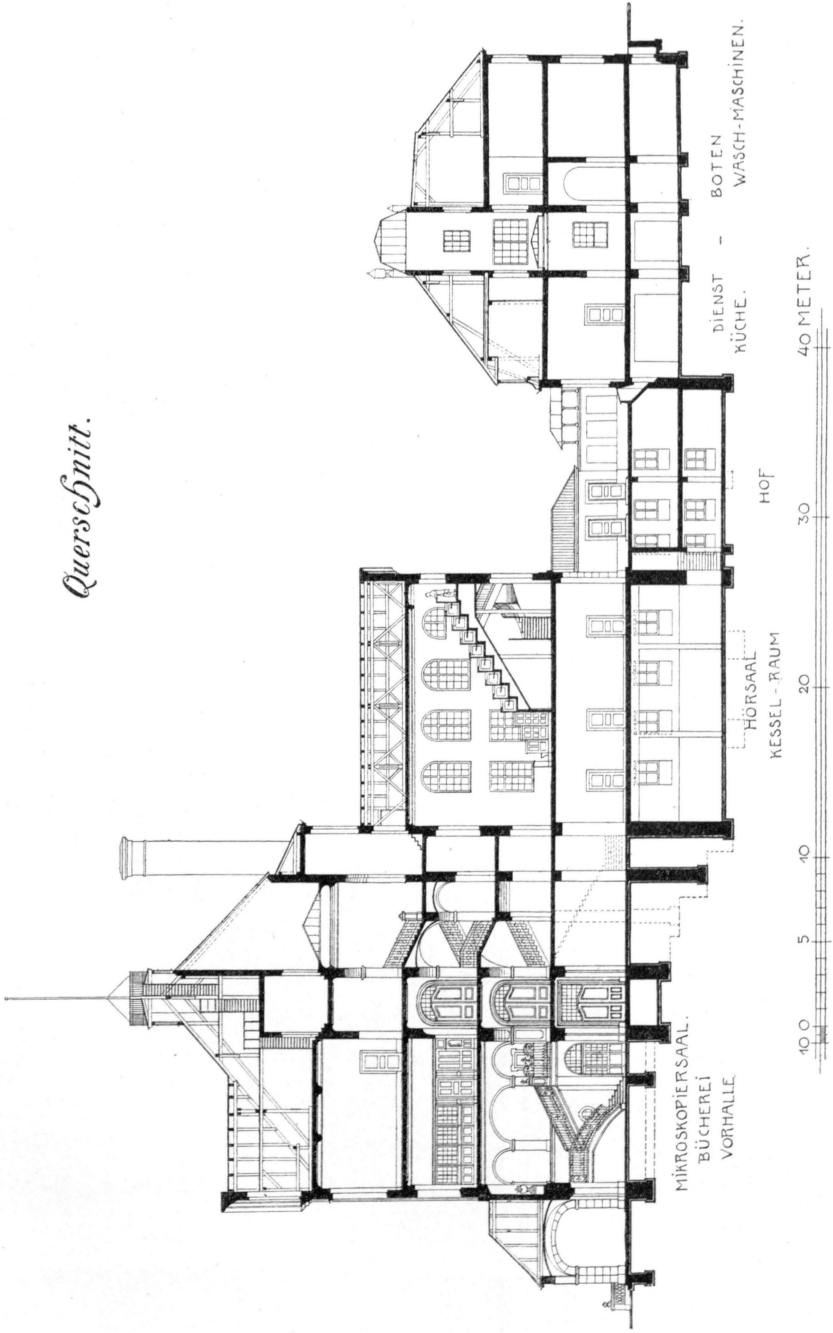 Querschnitt.
MIKROSKOPIERSAAL.
BÜCHEREI
VORHALLE
HÖRSAAL
KESSEL-RAUM
HOF
DIENST - BOTEN
KÜCHE. WASCH-MASCHINEN.
10 0 5 10 20 30 40 METER.